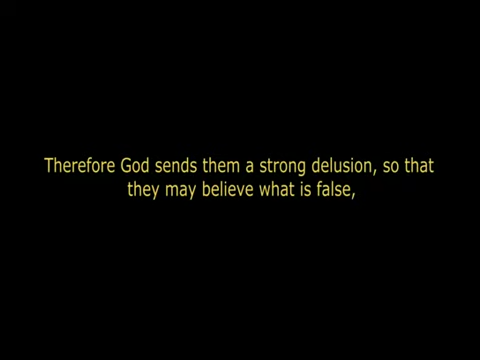 Therefore God sends them a strong delusion, so that
they may believe what is false,